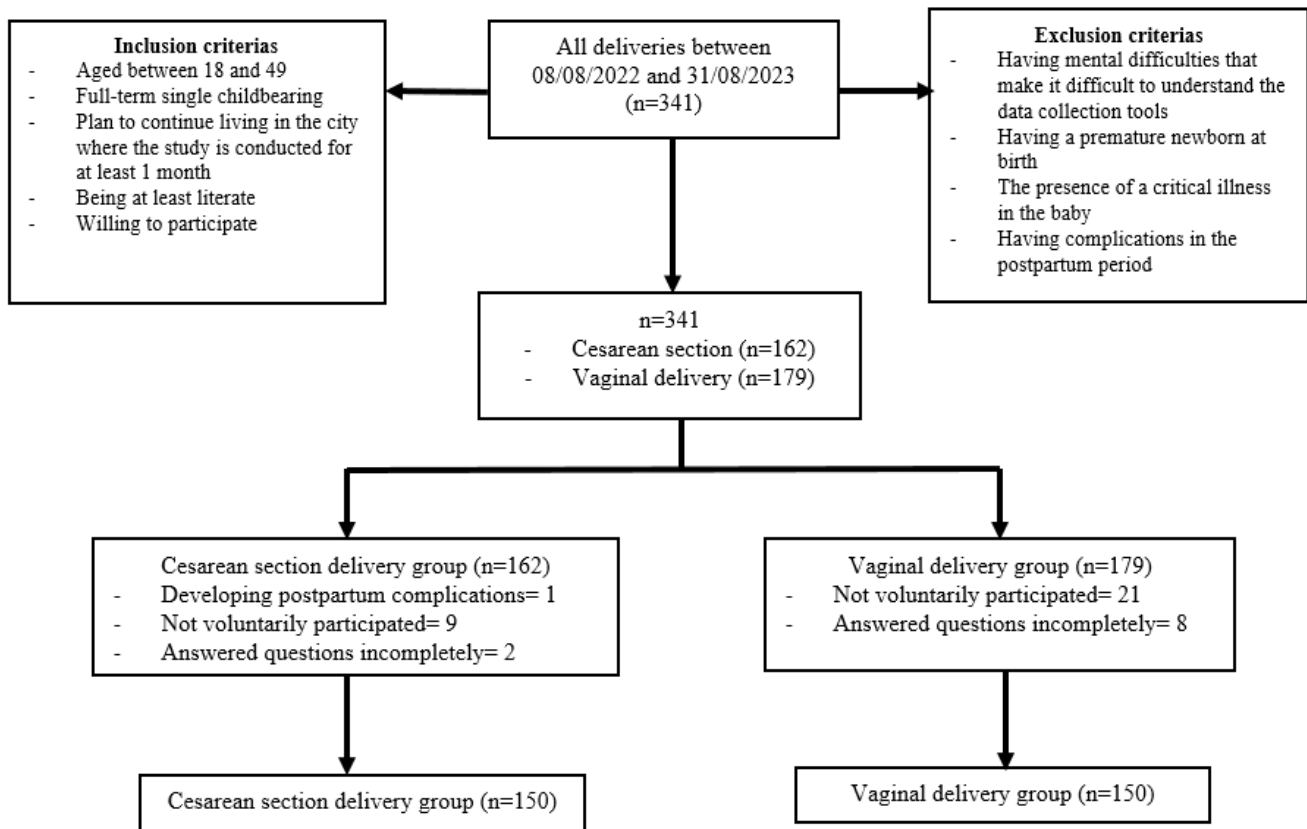 Inclusion criterias
- Aged between 18 and 49
- Full-term single childbearing
- Plan to continue living in the city
where the study is conducted for
at least 1 month
- Being at least literate
- Willing to participate
All deliveries between
08/08/2022 and 31/08/2023
(n=341)
Exclusion criterias
- Having mental difficulties that
make it difficult to understand the
data collection tools
- Having a premature newborn at
birth
- The presence of a critical illness
in the baby
- Having complications in the
postpartum period
n=341
- Cesarean section (n=162)
- Vaginal delivery (n=179)
Cesarean section delivery group (n=162)
- Developing postpartum complications= 1
- Not voluntarily participated= 9
- Answered questions incompletely= 2
Vaginal delivery group (n=179)
- Not voluntarily participated= 21
- Answered questions incompletely= 8
Cesarean section delivery group (n=150)
Vaginal delivery group (n=150)